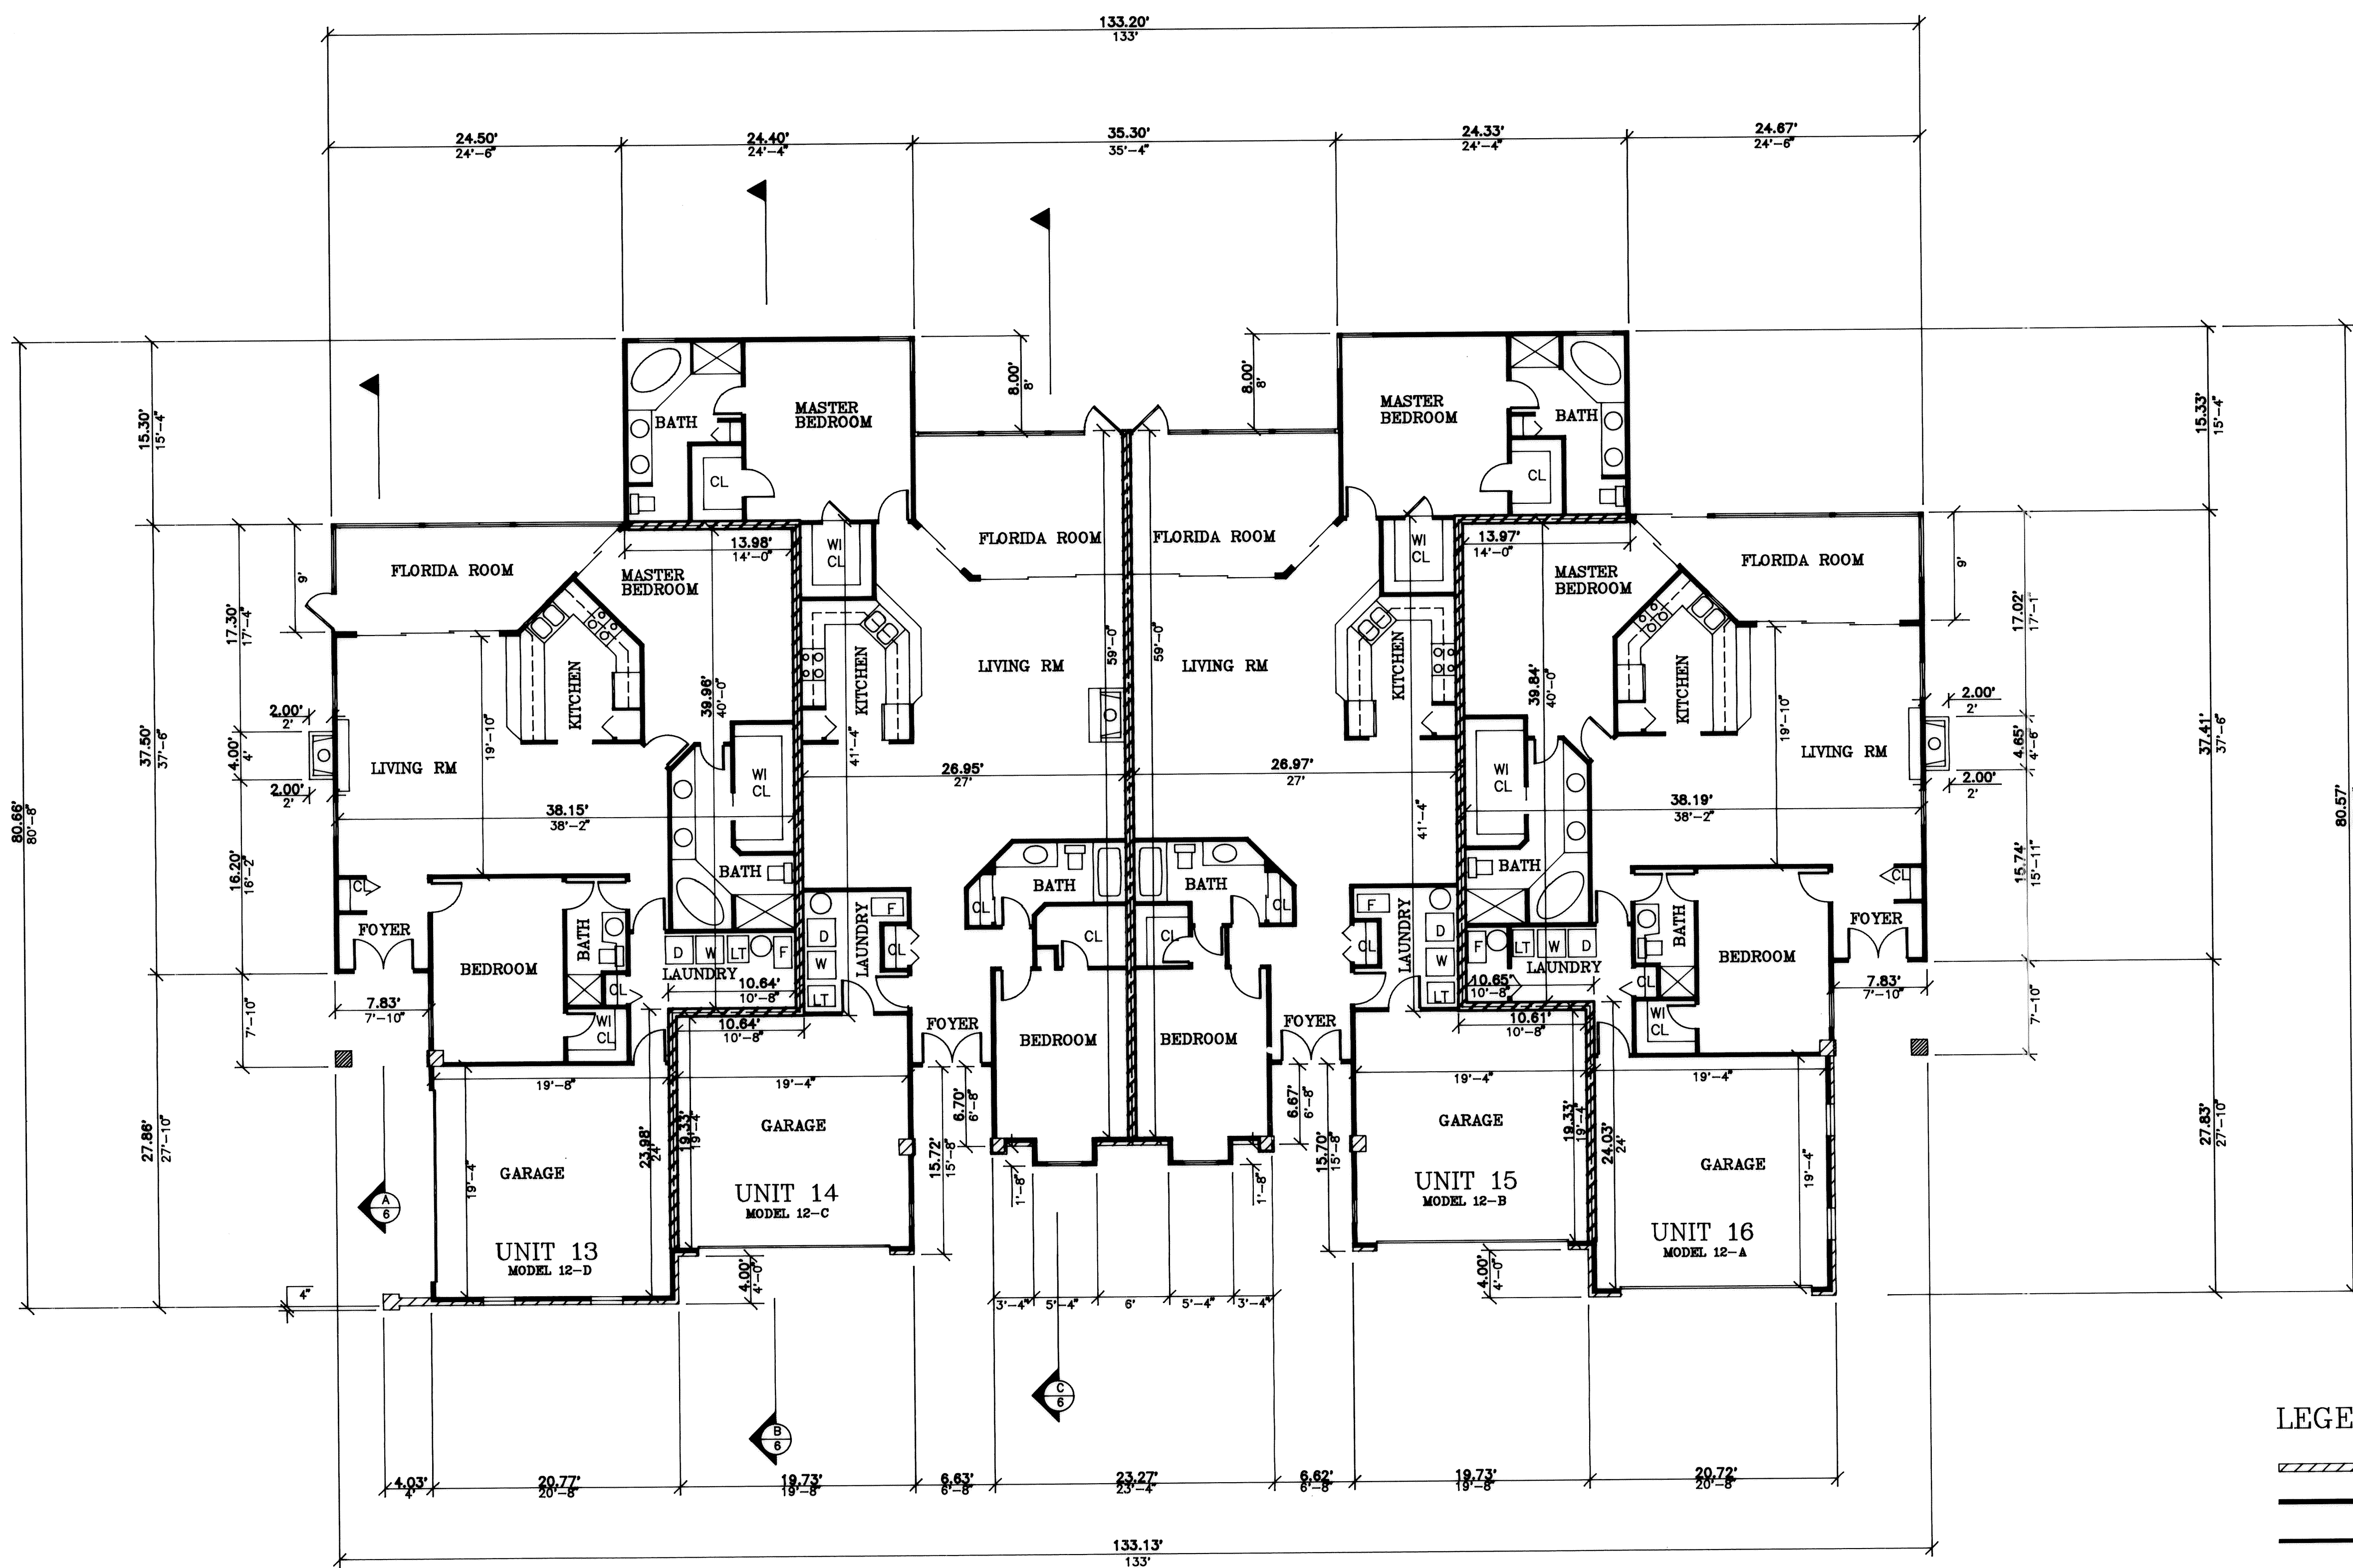 133.20'
133'
24.50'
24'-6"
24.40'
24'-4"
35.30'
35'-4"
24.33'
24'-4"
24.67'
24'-6"
15.30'
15'-4"
8.00'
8'
8.00'
8'
15.33'
15'-4"
BATH
MASTER
BEDROOM
CL
MASTER
BEDROOM
BATH
CL
FLORIDA ROOM
9'
13.98'
14'-0"
MASTER
BEDROOM
WI
CL
FLORIDA ROOM
FLORIDA ROOM
WI
CL
13.97'
14'-0"
MASTER
BEDROOM
FLORIDA ROOM
9'
17.30'
17'-4"
17.02'
17'-1"
59'-0"
59'-0"
LIVING RM
LIVING RM
KITCHEN
KITCHEN
KITCHEN
KITCHEN
39.96'
40'-0"
39.84'
40'-0"
19'-10"
19'-10"
41'-4"
41'-4"
2.00'
2'
4.00'
4'
2.00'
2'
37.50'
37'-6"
2.00'
2'
4.65'
4'-6"
2.00'
2'
37.41'
37'-6"
LIVING RM
LIVING RM
WI
CL
WI
CL
26.95'
27'
26.97'
27'
38.15'
38'-2"
38.19'
38'-2"
80.66'
80'-8"
80.57'
16.20'
16'-2"
15.74'
15'-11"
CL
FOYER
BATH
BEDROOM
BATH
D
W
LT
F
LAUNDRY
CL
10.64'
10'-8"
WI
CL
F
D
W
LT
LAUNDRY
CL
CL
BATH
CL
BATH
CL
CL
F
D
W
LT
LAUNDRY
CL
BATH
F
LT
W
D
LAUNDRY
10.65'
10'-8"
BATH
CL
WI
CL
BEDROOM
CL
FOYER
7.83'
7'-10"
7'-10"
7.83'
7'-10"
7'-10"
10.64'
10'-8"
FOYER
BEDROOM
BEDROOM
FOYER
10.61'
10'-8"
19'-8"
19'-4"
19'-4"
19'-4"
27.86'
27'-10"
19'-4"
23.98'
24'
19.33'
19'-4"
6.70'
6'-8"
15.72'
15'-8"
1'-8"
1'-8"
6.67'
6'-8"
15.70'
15'-8"
19.33'
19'-4"
24.03'
24'
19'-4"
27.83'
27'-10"
GARAGE
GARAGE
GARAGE
GARAGE
A
6
UNIT 13
MODEL 12-D
UNIT 14
MODEL 12-C
UNIT 15
MODEL 12-B
UNIT 16
MODEL 12-A
4"
4.00'
4'-0"
4.00'
4'-0"
3'-4"
5'-4"
6'
5'-4"
3'-4"
C
6
B
6
LEGE
4.03'
4'
20.77'
20'-8"
19.73'
19'-8"
6.63'
6'-8"
23.27'
23'-4"
6.62'
6'-8"
19.73'
19'-8"
20.72'
20'-8"
133.13'
133'